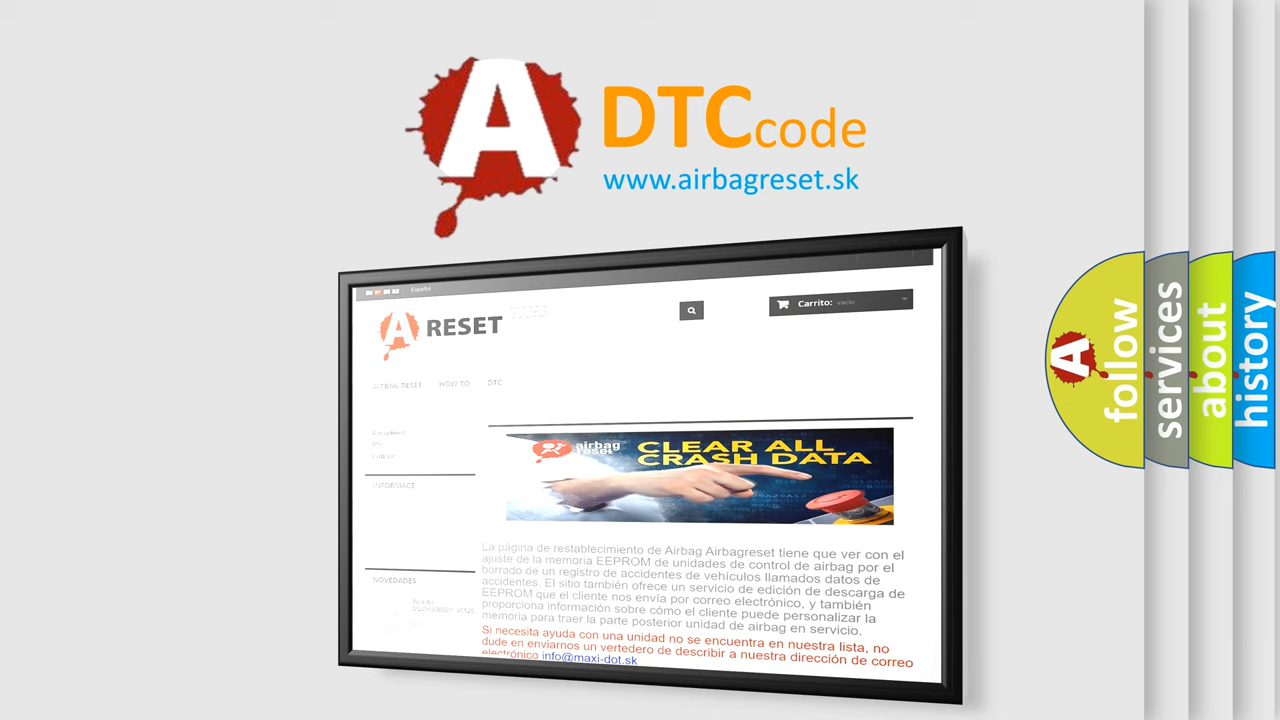 A
DTCcode
www.airbagreset.sk
Español
A RESET
Carrito: vacío
AIRBAG RESET HOW TO DTC
INFORMACE
NOVEDADES
airbag
reset
CLEAR ALL
CRASH DATA
La página de restablecimiento de Airbag Airbagreset tiene que ver con el
ajuste de la memoria EEPROM de unidades de control de airbag por el
borrado de un registro de accidentes de vehículos llamados datos de
accidentes. El sitio también ofrece un servicio de edición de descarga de
EEPROM que el cliente nos envía por correo electrónico, y también
proporciona información sobre cómo el cliente puede personalizar la
memoria para traer la parte posterior unidad de airbag en servicio.
Si necesita ayuda con una unidad no se encuentra en nuestra lista, no
dude en enviarnos un vertedero de describir a nuestra dirección de correo
electrónico info@maxi-dot.sk
A
follow
services
about
history